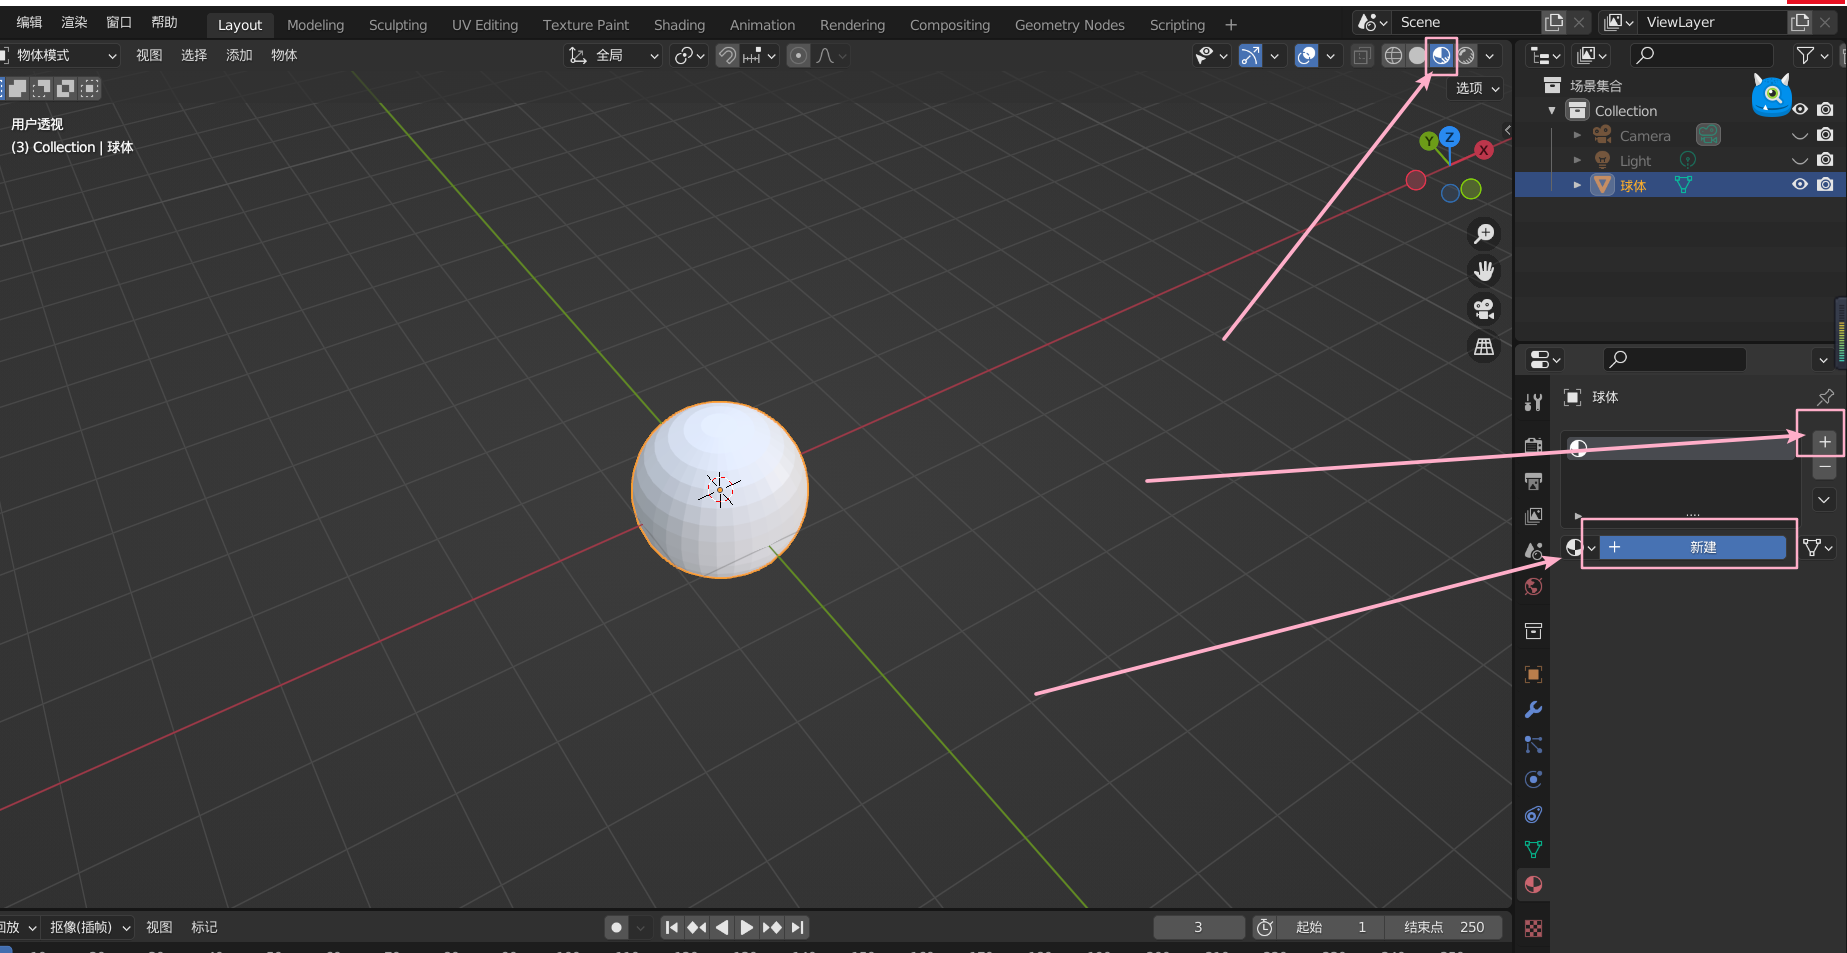 编辑 渲染 窗口 帮助 Layout Modeling Sculpting UV Editing Texture Paint Shading Animation Rendering Compositing Geometry Nodes Scripting + Scene ViewLayer
物体模式 视图 选择 添加 物体 全局
选项
用户透视
(3) Collection | 球体
Z
Y
X
场景集合
Collection
Camera
Light
球体
球体
新建
回放 抠像(插帧) 视图 标记 3 起始 1 结束点 250